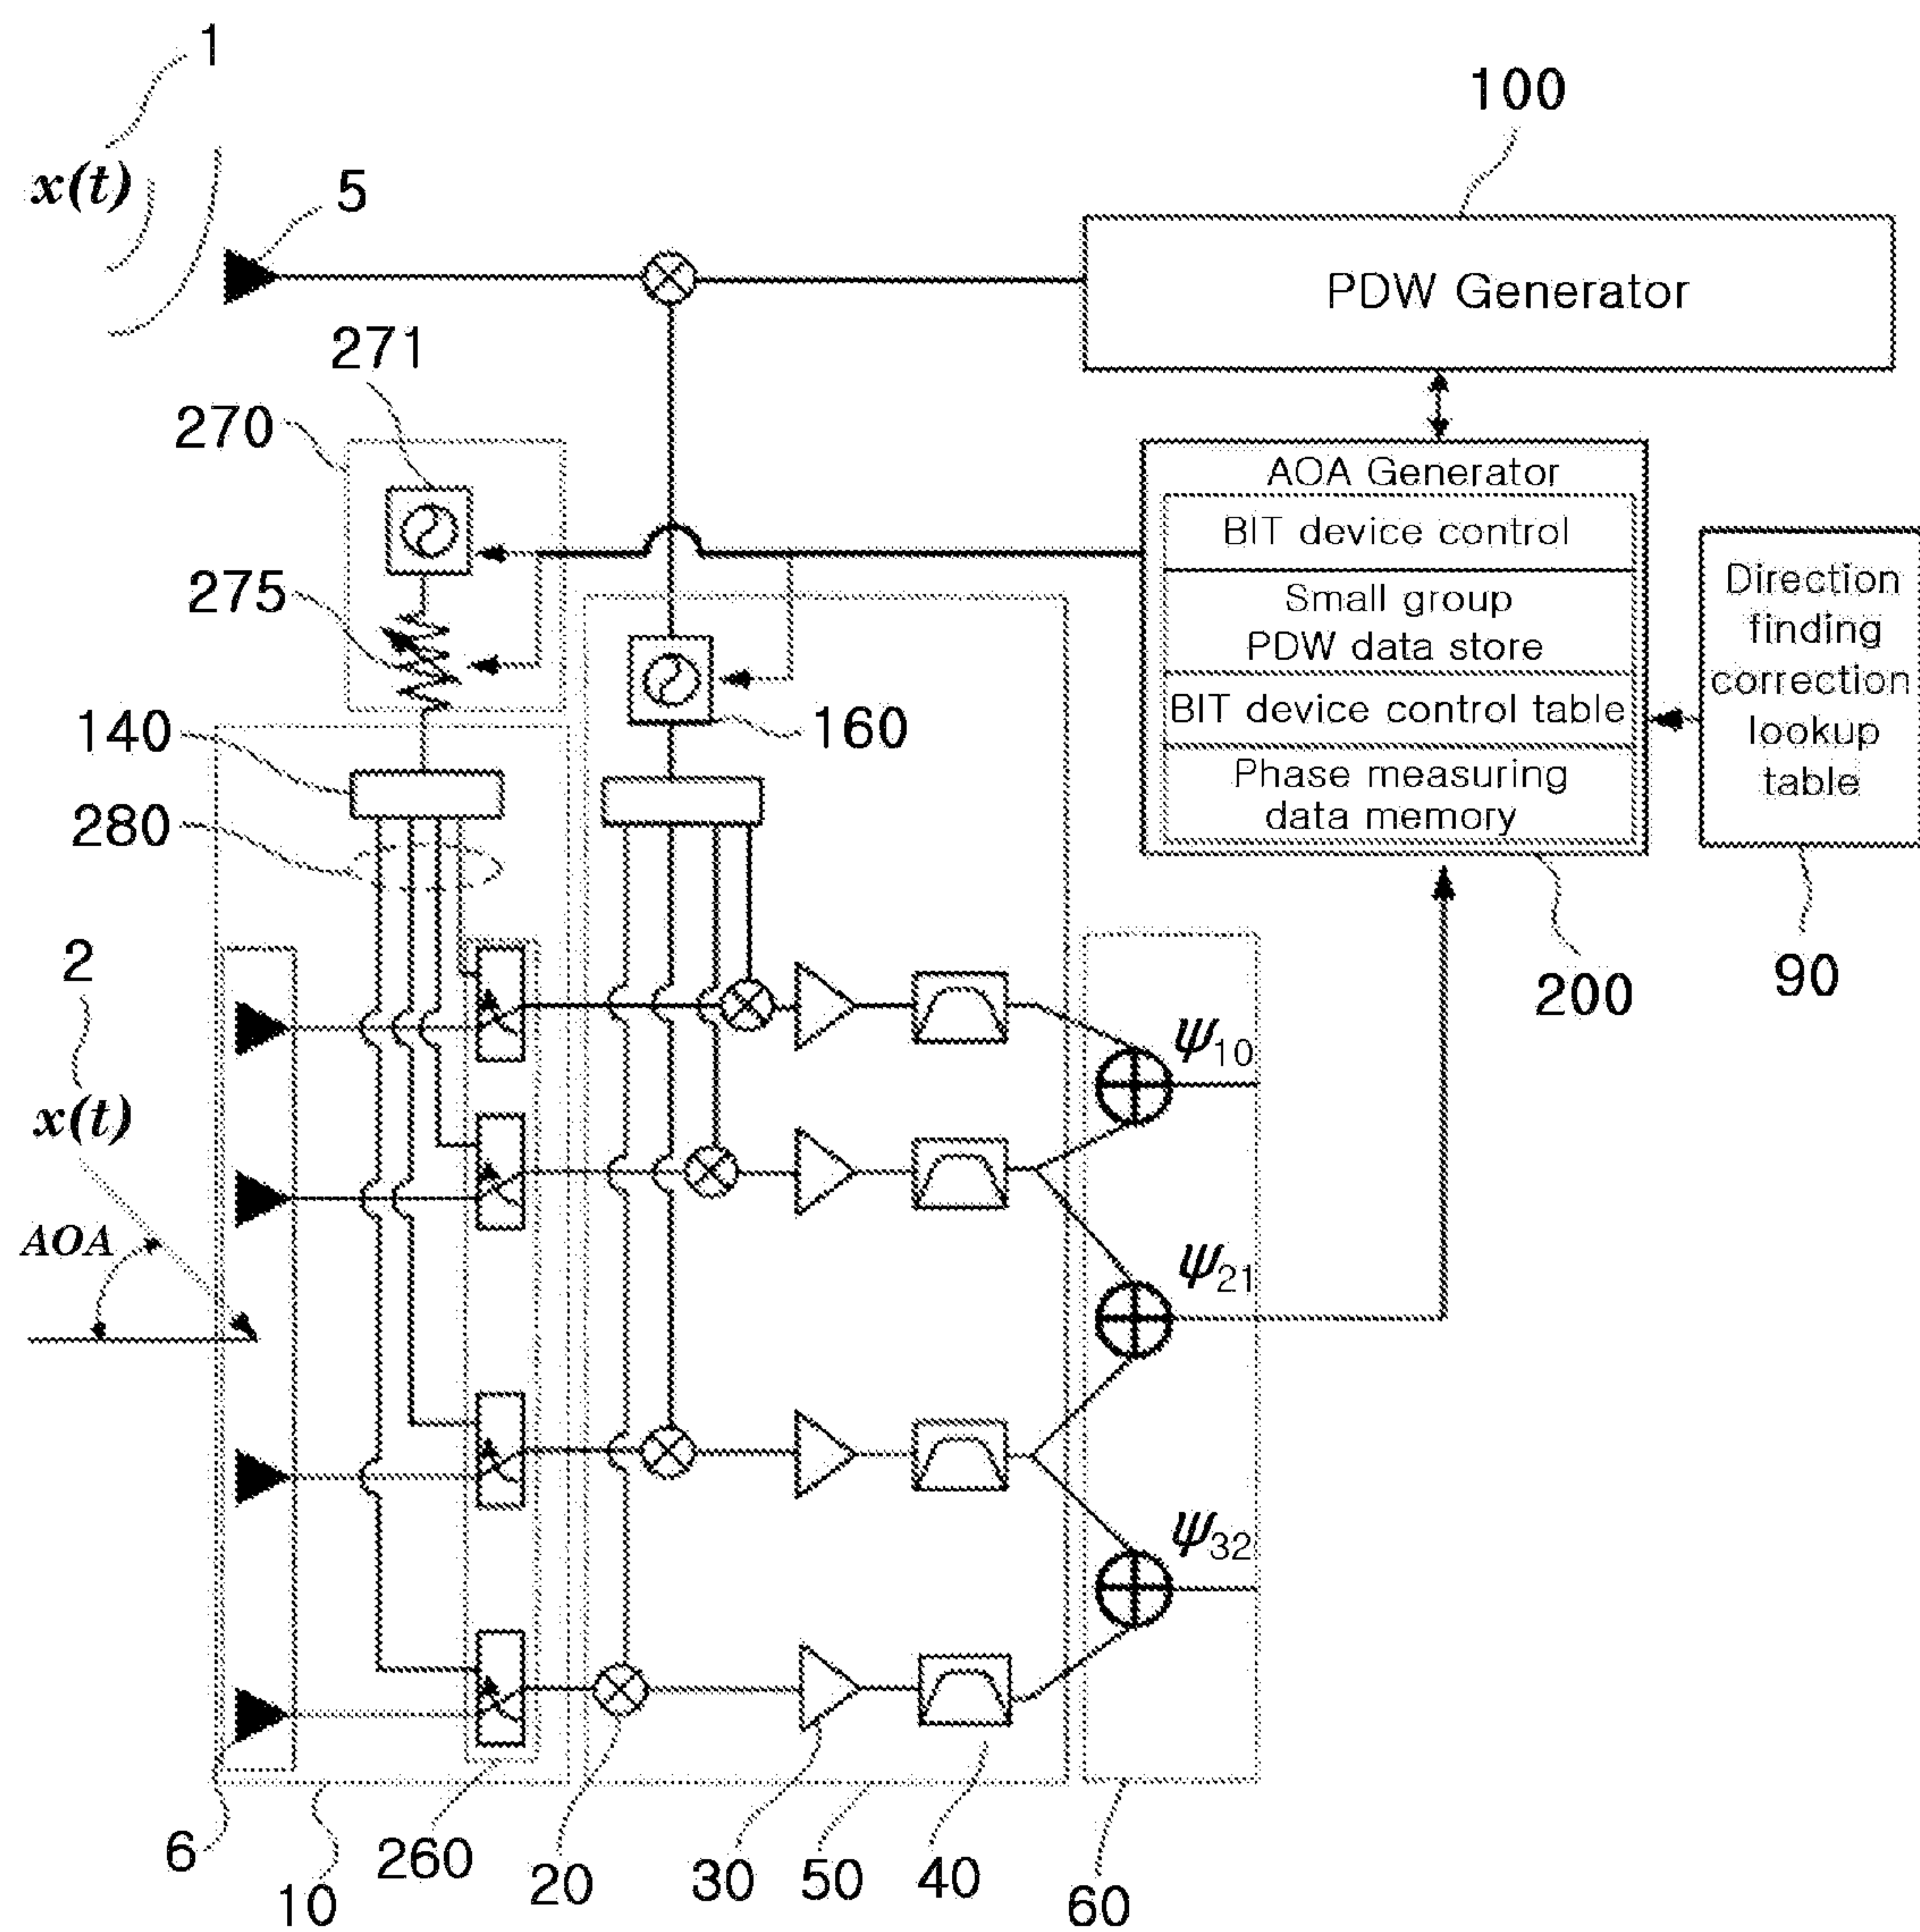 1
100
x(t)
5
PDW Generator
271
270
AOA Generator
BIT device control
275
Small group
PDW data store
Direction
finding
correction
lookup
table
BIT device control table
140
160
Phase measuring
data memory
280
2
200
90
ψ10
x(t)
AOA
ψ21
ψ32
6
10
260
20
30
50
40
60